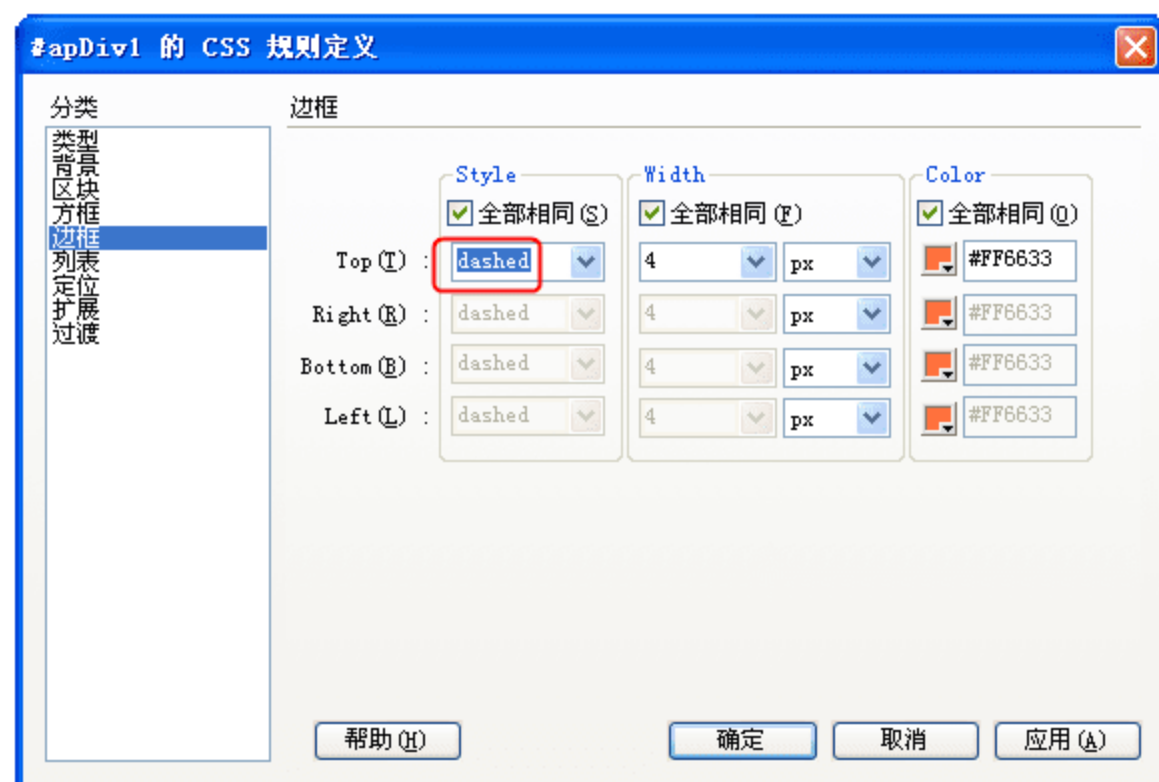 #apDiv1 的 CSS 规则定义
分类
边框
类型
背景
区块
方框
边框
列表
定位
扩展
过渡
Style Width Color
全部相同(S) 全部相同(F) 全部相同(O)
Top(T) : dashed 4 px #FF6633
Right(R) : dashed 4 px #FF6633
Bottom(B) : dashed 4 px #FF6633
Left(L) : dashed 4 px #FF6633
帮助(H) 确定 取消 应用(A)